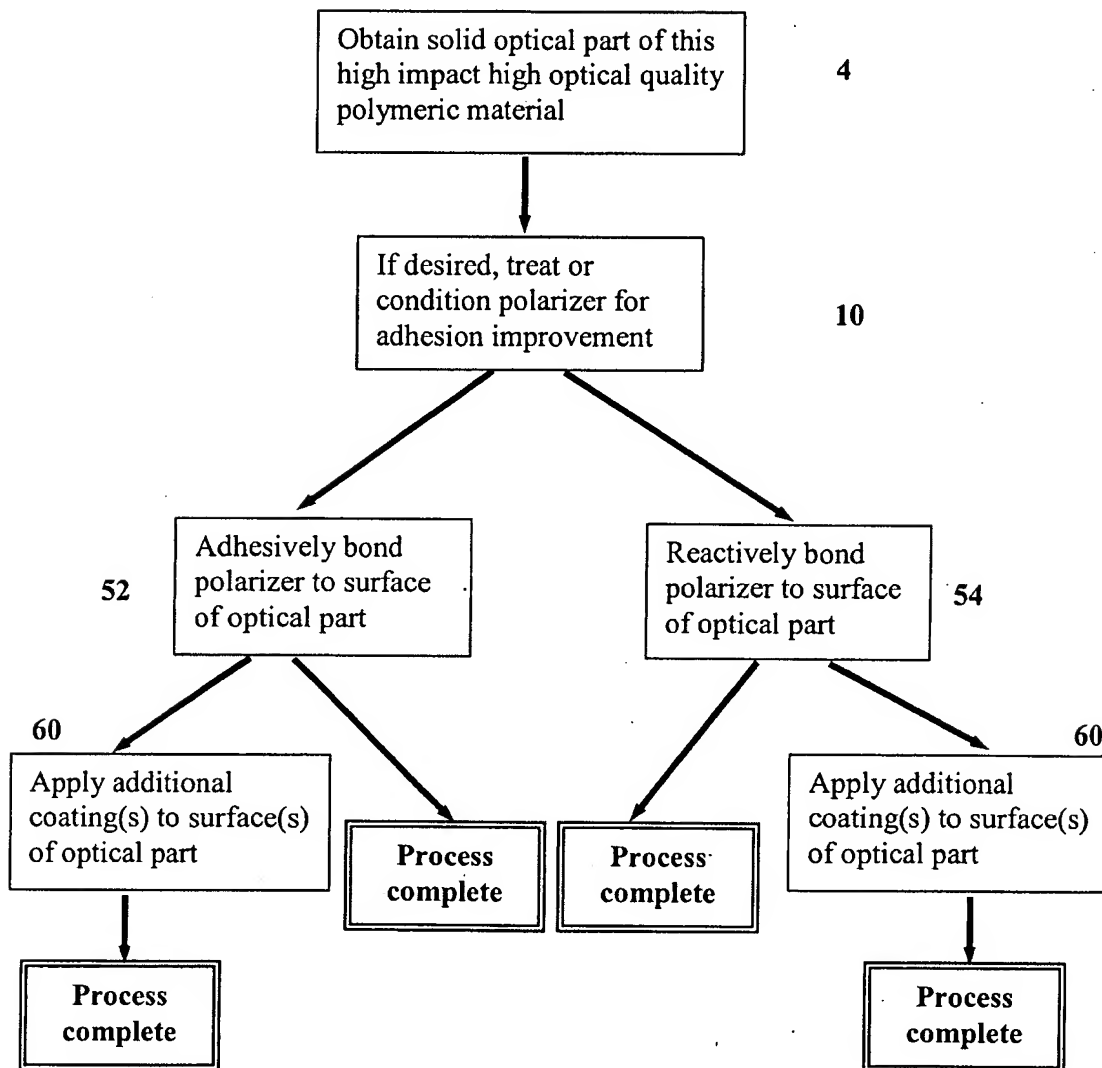 Obtain solid optical part of this
high impact high optical quality
polymeric material
4
If desired, treat or
condition polarizer for
adhesion improvement
10
52
Adhesively bond
polarizer to surface
of optical part
Reactively bond
polarizer to surface
of optical part
54
60
Apply additional
coating(s) to surface(s)
of optical part
Process
complete
Process
complete
60
Apply additional
coating(s) to surface(s)
of optical part
Process
complete
Process
complete